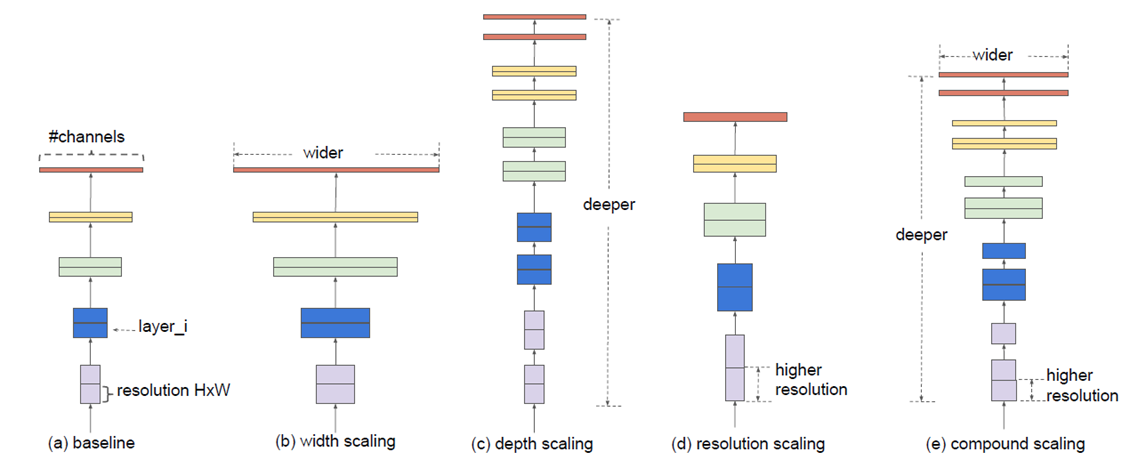 #channels
layer_i
resolution HxW
(a) baseline
wider
(b) width scaling
deeper
(c) depth scaling
higher
resolution
(d) resolution scaling
wider
deeper
higher
resolution
(e) compound scaling